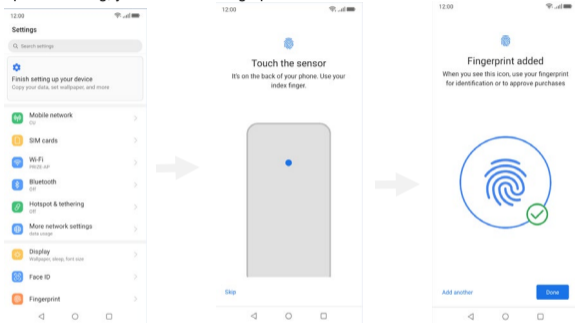 12:00
Settings
Search settings
Finish setting up your device
Copy your data, set wallpaper, and more
Mobile network
On
SIM cards
Wi-Fi
Bluetooth
Off
Hotspot & tethering
Off
More network settings
data usage
Display
Wallpaper, sleep, font size
Face ID
Fingerprint
12:00
Touch the sensor
It's on the back of your phone. Use your
index finger.
Skip
12:00
Fingerprint added
When you see this icon, use your fingerprint
for identification or to approve purchases
Add another
Done